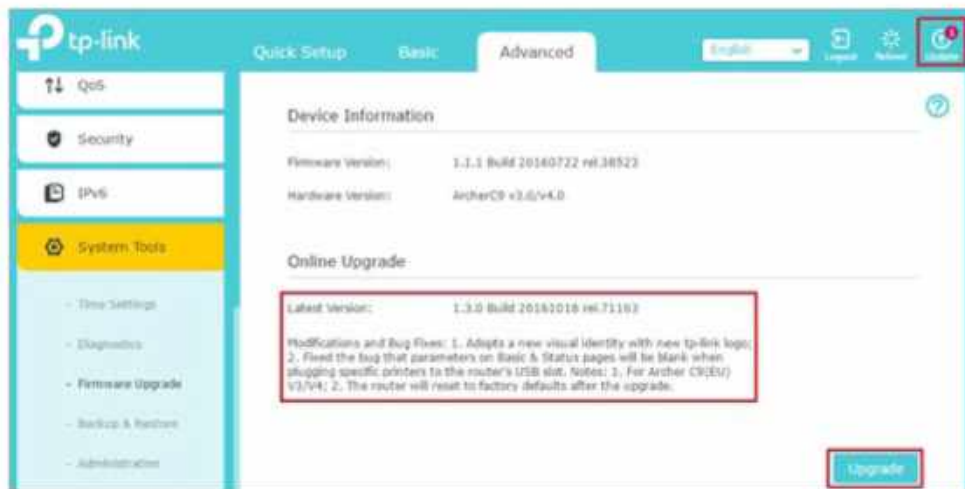 tp-link
Quick Setup
Basic
Advanced
English
Logout
Reboot
Update
QoS
Security
IPv6
System Tools
- Time Settings
- Diagnostics
- Firmware Upgrade
- Backup & Restore
- Administration
Device Information
Firmware Version: 1.1.1 Build 20160722 rel.38523
Hardware Version: ArcherC9 v3.0/v4.0
Online Upgrade
Latest Version: 1.3.0 Build 20161018 rel.71163
Modifications and Bug Fixes: 1. Adopts a new visual identity with new tp-link logo;
2. Fixed the bug that parameters on Basic & Status pages will be blank when
plugging specific printers to the router's USB slot. Notes: 1. For Archer C9(EU)
V3/V4; 2. The router will reset to factory defaults after the upgrade.
Upgrade